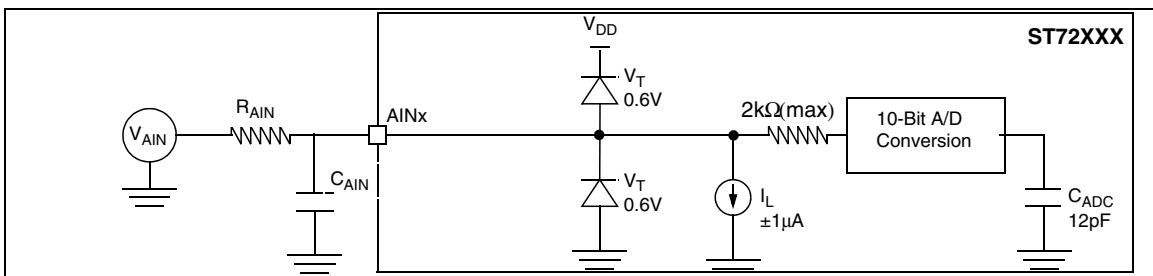 ST72XXX
V_DD
V_T
0.6V
R_AIN
AINx
2kΩ(max)
10-Bit A/D
Conversion
V_AIN
C_AIN
V_T
0.6V
I_L
±1μA
C_ADC
12pF